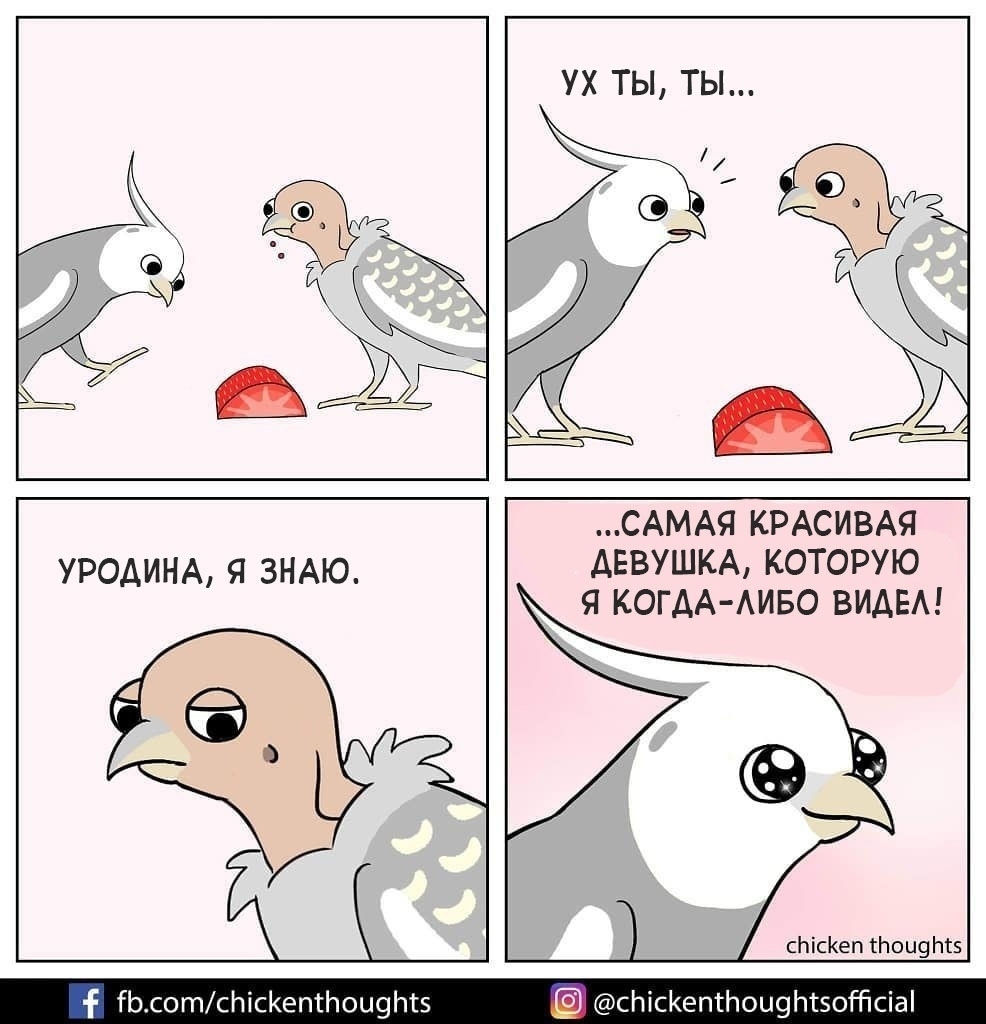 УХ ТЫ, ТЫ...
УРОДИНА, Я ЗНАЮ.
...САМАЯ КРАСИВАЯ
ДЕВУШКА, КОТОРУЮ
Я КОГДА-ЛИБО ВИДЕЛ!
chicken thoughts
fb.com/chickenthoughts
@chickenthoughtsofficial